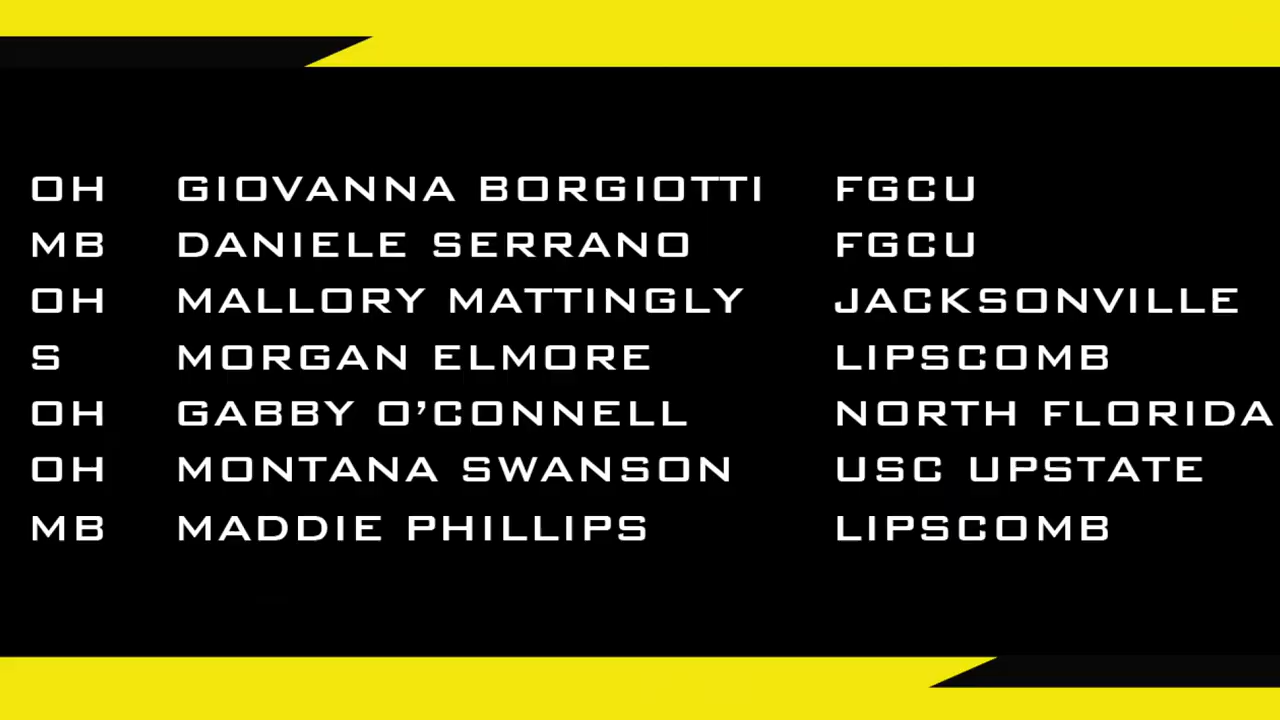 OH GIOVANNA BORGIOTTI FGCU
MB DANIELE SERRANO FGCU
OH MALLORY MATTINGLY JACKSONVILLE
S MORGAN ELMORE LIPSCOMB
OH GABBY O’CONNELL NORTH FLORIDA
OH MONTANA SWANSON USC UPSTATE
MB MADDIE PHILLIPS LIPSCOMB